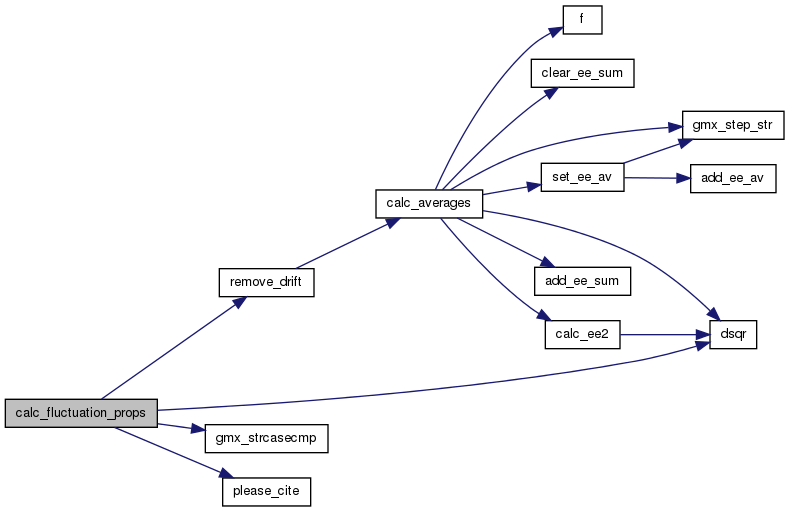 f
clear_ee_sum
gmx_step_str
set_ee_av
add_ee_av
calc_averages
remove_drift
add_ee_sum
calc_ee2
dsqr
calc_fluctuation_props
gmx_strcasecmp
please_cite